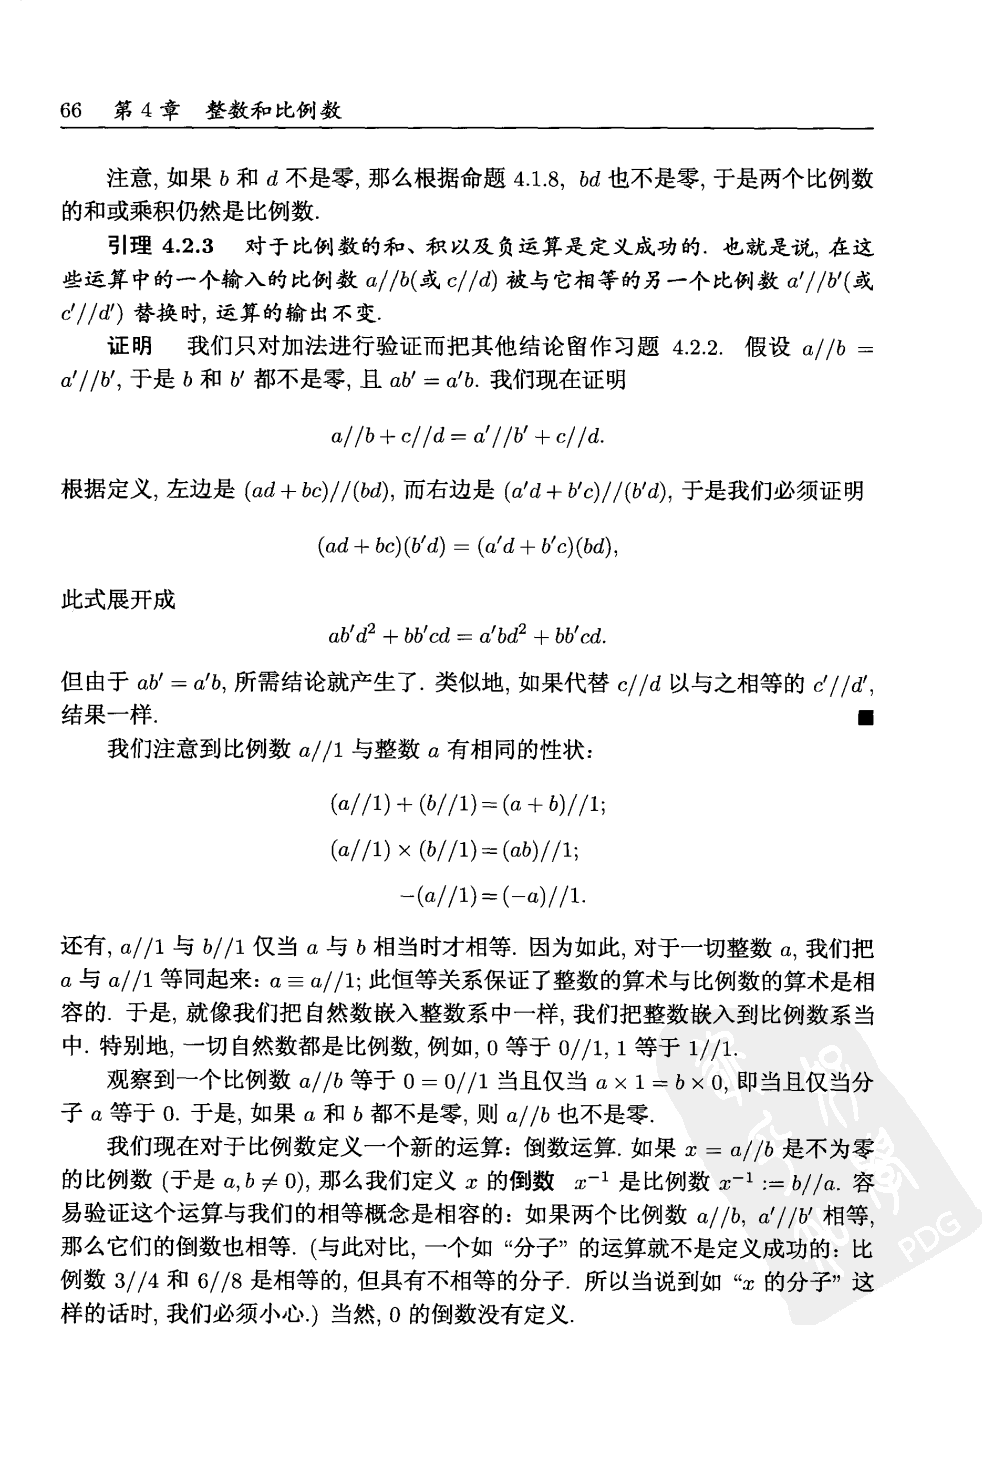 66 第 4 章 整数和比例数
注意, 如果 b 和 d 不是零, 那么根据命题 4.1.8, bd 也不是零, 于是两个比例数
的和或乘积仍然是比例数.
引理 4.2.3 对于比例数的和、积以及负运算是定义成功的. 也就是说, 在这
些运算中的一个输入的比例数 a//b(或 c//d) 被与它相等的另一个比例数 a′//b′(或
c′//d′) 替换时, 运算的输出不变.
证明 我们只对加法进行验证而把其他结论留作习题 4.2.2. 假设 a//b =
a′//b′, 于是 b 和 b′ 都不是零, 且 ab′ = a′b. 我们现在证明
a//b + c//d = a′//b′ + c//d.
根据定义, 左边是 (ad + bc)//(bd), 而右边是 (a′d + b′c)//(b′d), 于是我们必须证明
(ad + bc)(b′d) = (a′d + b′c)(bd),
此式展开成
ab′d² + bb′cd = a′bd² + bb′cd.
但由于 ab′ = a′b, 所需结论就产生了. 类似地, 如果代替 c//d 以与之相等的 c′//d′,
结果一样. ■
我们注意到比例数 a//1 与整数 a 有相同的性状:
(a//1) + (b//1) = (a + b)//1;
(a//1) × (b//1) = (ab)//1;
−(a//1) = (−a)//1.
还有, a//1 与 b//1 仅当 a 与 b 相当时才相等. 因为如此, 对于一切整数 a, 我们把
a 与 a//1 等同起来: a ≡ a//1; 此恒等关系保证了整数的算术与比例数的算术是相
容的. 于是, 就像我们把自然数嵌入整数系中一样, 我们把整数嵌入到比例数系当
中. 特别地, 一切自然数都是比例数, 例如, 0 等于 0//1, 1 等于 1//1.
观察到一个比例数 a//b 等于 0 = 0//1 当且仅当 a × 1 = b × 0, 即当且仅当分
子 a 等于 0. 于是, 如果 a 和 b 都不是零, 则 a//b 也不是零.
我们现在对于比例数定义一个新的运算: 倒数运算. 如果 x = a//b 是不为零
的比例数 (于是 a, b ≠ 0), 那么我们定义 x 的倒数 x⁻¹ 是比例数 x⁻¹ := b//a. 容
易验证这个运算与我们的相等概念是相容的: 如果两个比例数 a//b, a′//b′ 相等,
那么它们的倒数也相等. (与此对比, 一个如 “分子” 的运算就不是定义成功的: 比
例数 3//4 和 6//8 是相等的, 但具有不相等的分子. 所以当说到如 “x 的分子” 这
样的话时, 我们必须小心.) 当然, 0 的倒数没有定义.
PDG